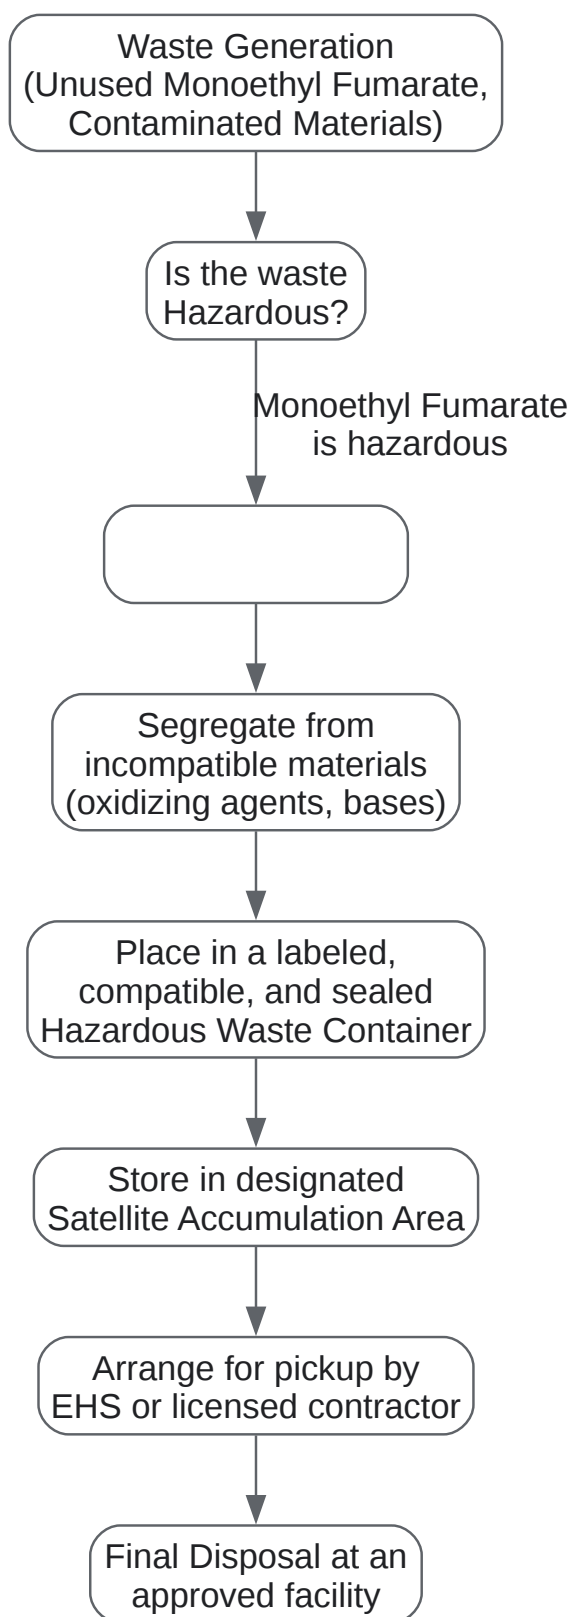 Waste Generation
(Unused Monoethyl Fumarate,
Contaminated Materials)
Is the waste
Hazardous?
Monoethyl Fumarate
is hazardous
Segregate from
incompatible materials
(oxidizing agents, bases)
Place in a labeled,
compatible, and sealed
Hazardous Waste Container
Store in designated
Satellite Accumulation Area
Arrange for pickup by
EHS or licensed contractor
Final Disposal at an
approved facility